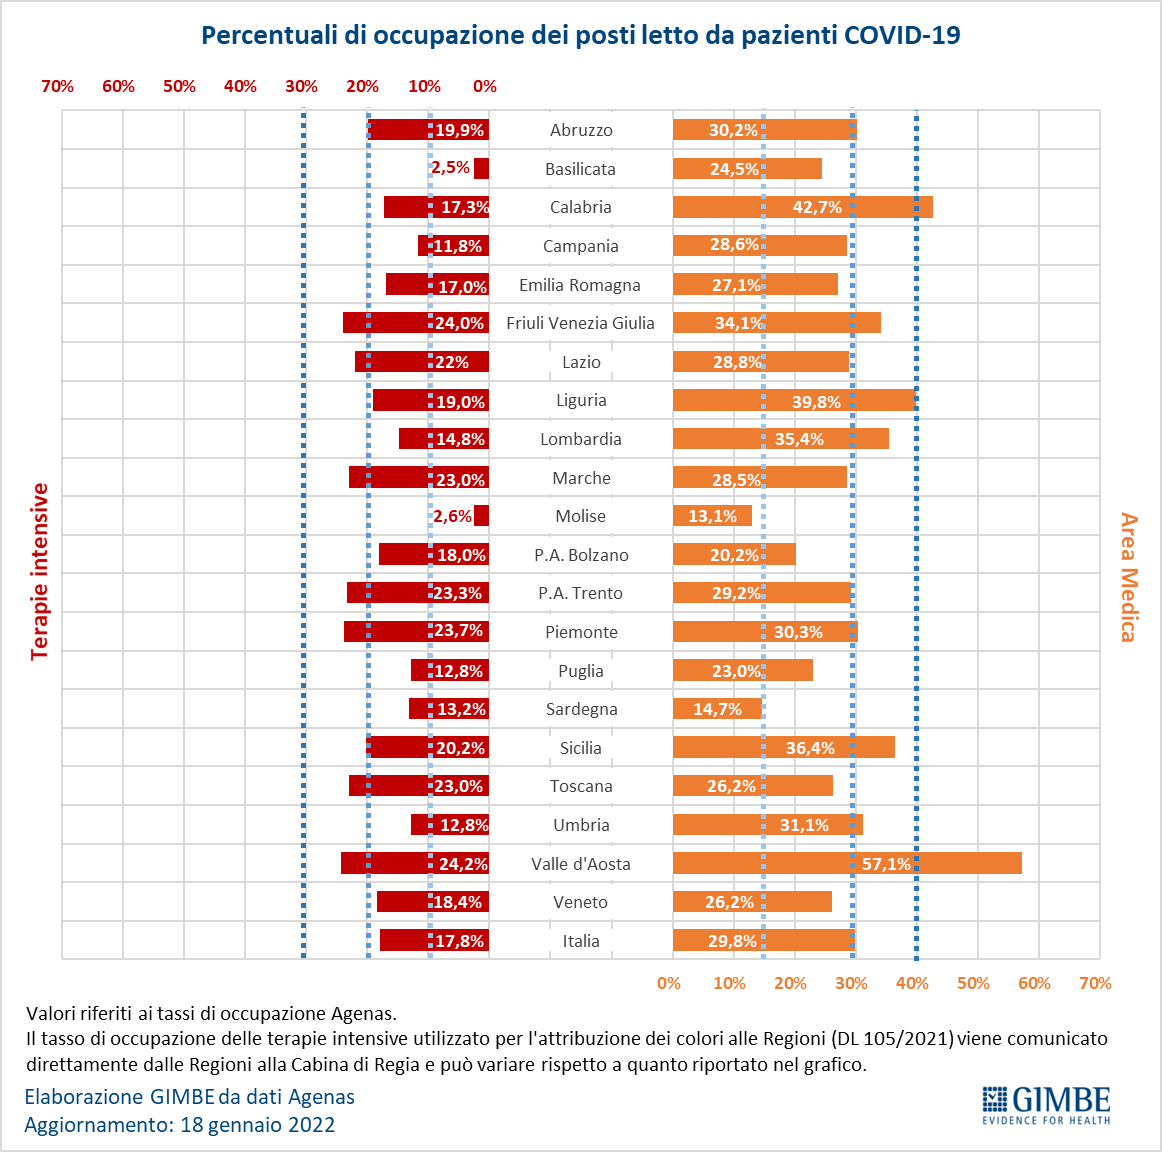 Percentuali di occupazione dei posti letto da pazienti COVID-19
70% 60% 50% 40% 30% 20% 10% 0%
19,9% Abruzzo 30,2%
2,5% Basilicata 24,5%
17,3% Calabria 42,7%
11,8% Campania 28,6%
17,0% Emilia Romagna 27,1%
24,0% Friuli Venezia Giulia 34,1%
22% Lazio 28,8%
19,0% Liguria 39,8%
14,8% Lombardia 35,4%
23,0% Marche 28,5%
2,6% Molise 13,1%
18,0% P.A. Bolzano 20,2%
23,3% P.A. Trento 29,2%
23,7% Piemonte 30,3%
12,8% Puglia 23,0%
13,2% Sardegna 14,7%
20,2% Sicilia 36,4%
23,0% Toscana 26,2%
12,8% Umbria 31,1%
24,2% Valle d'Aosta 57,1%
18,4% Veneto 26,2%
17,8% Italia 29,8%
Terapie intensive
Area Medica
0% 10% 20% 30% 40% 50% 60% 70%
Valori riferiti ai tassi di occupazione Agenas.
Il tasso di occupazione delle terapie intensive utilizzato per l'attribuzione dei colori alle Regioni (DL 105/2021) viene comunicato
direttamente dalle Regioni alla Cabina di Regia e può variare rispetto a quanto riportato nel grafico.
Elaborazione GIMBE da dati Agenas
Aggiornamento: 18 gennaio 2022
GIMBE
EVIDENCE FOR HEALTH